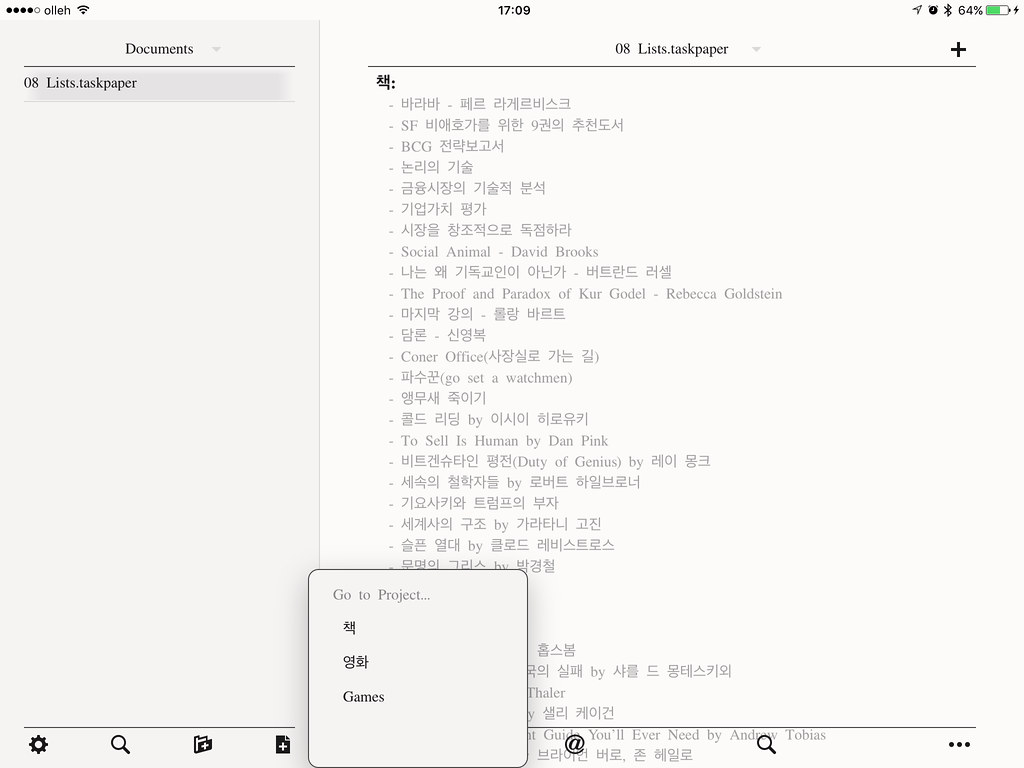 olleh 17:09 64%
Documents
08 Lists.taskpaper
08 Lists.taskpaper
책:
- 바라바 - 페르 라게르비스크
- SF 비애호가를 위한 9권의 추천도서
- BCG 전략보고서
- 논리의 기술
- 금융시장의 기술적 분석
- 기업가치 평가
- 시장을 창조적으로 독점하라
- Social Animal - David Brooks
- 나는 왜 기독교인이 아닌가 - 버트란드 러셀
- The Proof and Paradox of Kur Godel - Rebecca Goldstein
- 마지막 강의 - 롤랑 바르트
- 담론 - 신영복
- Coner Office(사장실로 가는 길)
- 파수꾼(go set a watchmen)
- 앵무새 죽이기
- 콜드 리딩 by 이시이 히로유키
- To Sell Is Human by Dan Pink
- 비트겐슈타인 평전(Duty of Genius) by 레이 몽크
- 세속의 철학자들 by 로버트 하일브로너
- 기요사키와 트럼프의 부자
- 세계사의 구조 by 가라타니 고진
- 슬픈 열대 by 클로드 레비스트로스
- 문명의 그리스 by 박경철
홉스봄
국의 실패 by 샤를 드 몽테스키외
Thaler
y 샐리 케이건
nt Guide You'll Ever Need by Andrew Tobias
브라이언 버로, 존 헤일로
Go to Project...
책
영화
Games